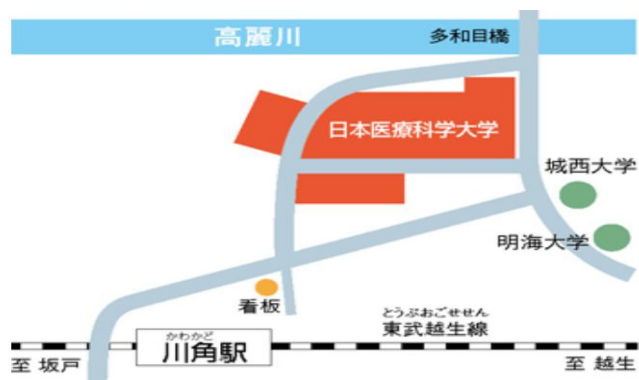 高麗川
多和目橋
日本医療科学大学
城西大学
明海大学
看板
とうぶおごせせん
東武越生線
かわかど
川角駅
至 坂戸
至 越生